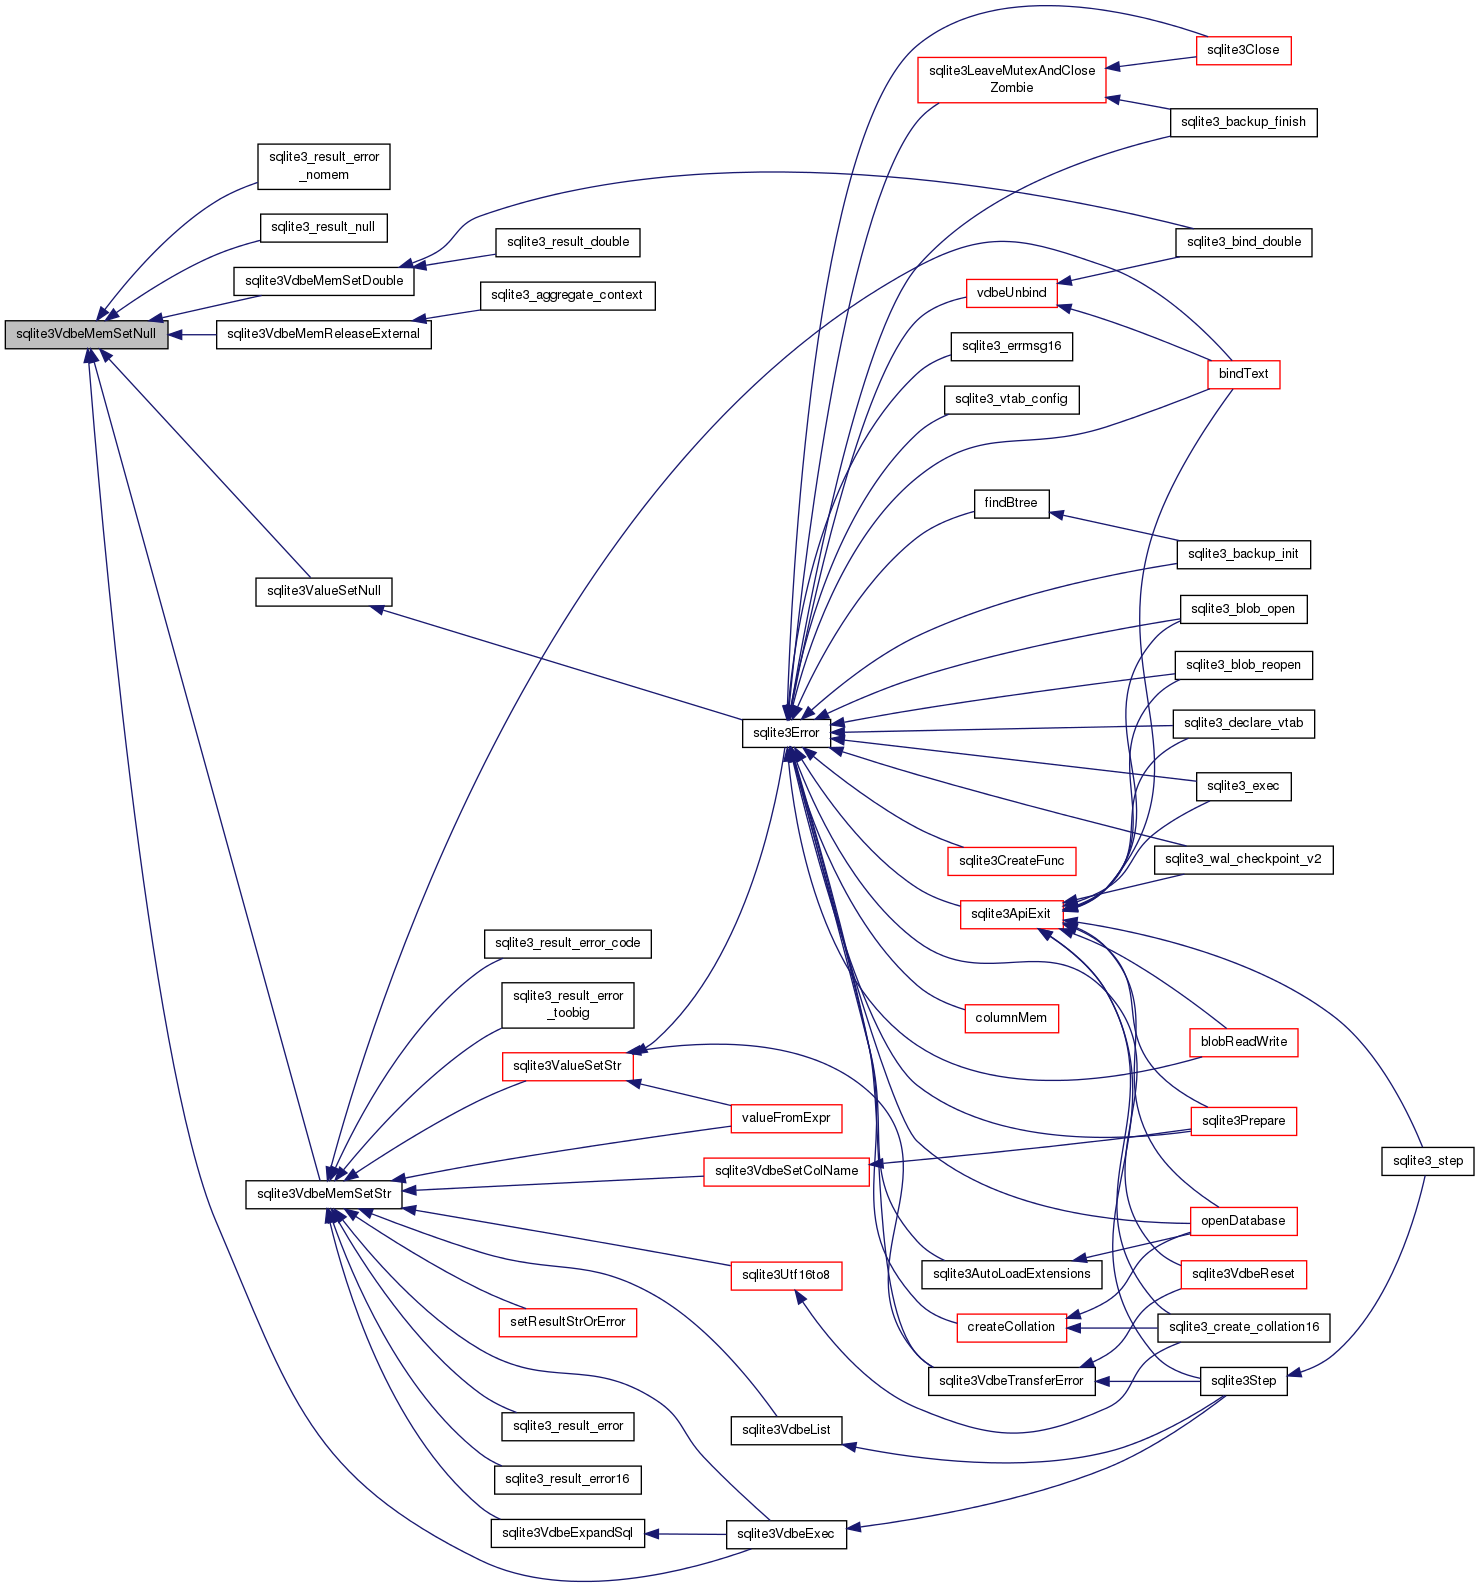 sqlite3Close
sqlite3LeaveMutexAndClose
Zombie
sqlite3_backup_finish
sqlite3_result_error
_nomem
sqlite3_result_null
sqlite3_result_double
sqlite3_bind_double
sqlite3VdbeMemSetDouble
sqlite3_aggregate_context
vdbeUnbind
sqlite3VdbeMemSetNull
sqlite3VdbeMemReleaseExternal
sqlite3_errmsg16
bindText
sqlite3_vtab_config
findBtree
sqlite3_backup_init
sqlite3ValueSetNull
sqlite3_blob_open
sqlite3_blob_reopen
sqlite3_declare_vtab
sqlite3Error
sqlite3_exec
sqlite3CreateFunc
sqlite3_wal_checkpoint_v2
sqlite3ApiExit
sqlite3_result_error_code
sqlite3_result_error
_toobig
columnMem
blobReadWrite
sqlite3ValueSetStr
valueFromExpr
sqlite3Prepare
sqlite3_step
sqlite3VdbeSetColName
sqlite3VdbeMemSetStr
openDatabase
sqlite3Utf16to8
sqlite3AutoLoadExtensions
sqlite3VdbeReset
setResultStrOrError
createCollation
sqlite3_create_collation16
sqlite3VdbeTransferError
sqlite3Step
sqlite3_result_error
sqlite3VdbeList
sqlite3_result_error16
sqlite3VdbeExpandSql
sqlite3VdbeExec